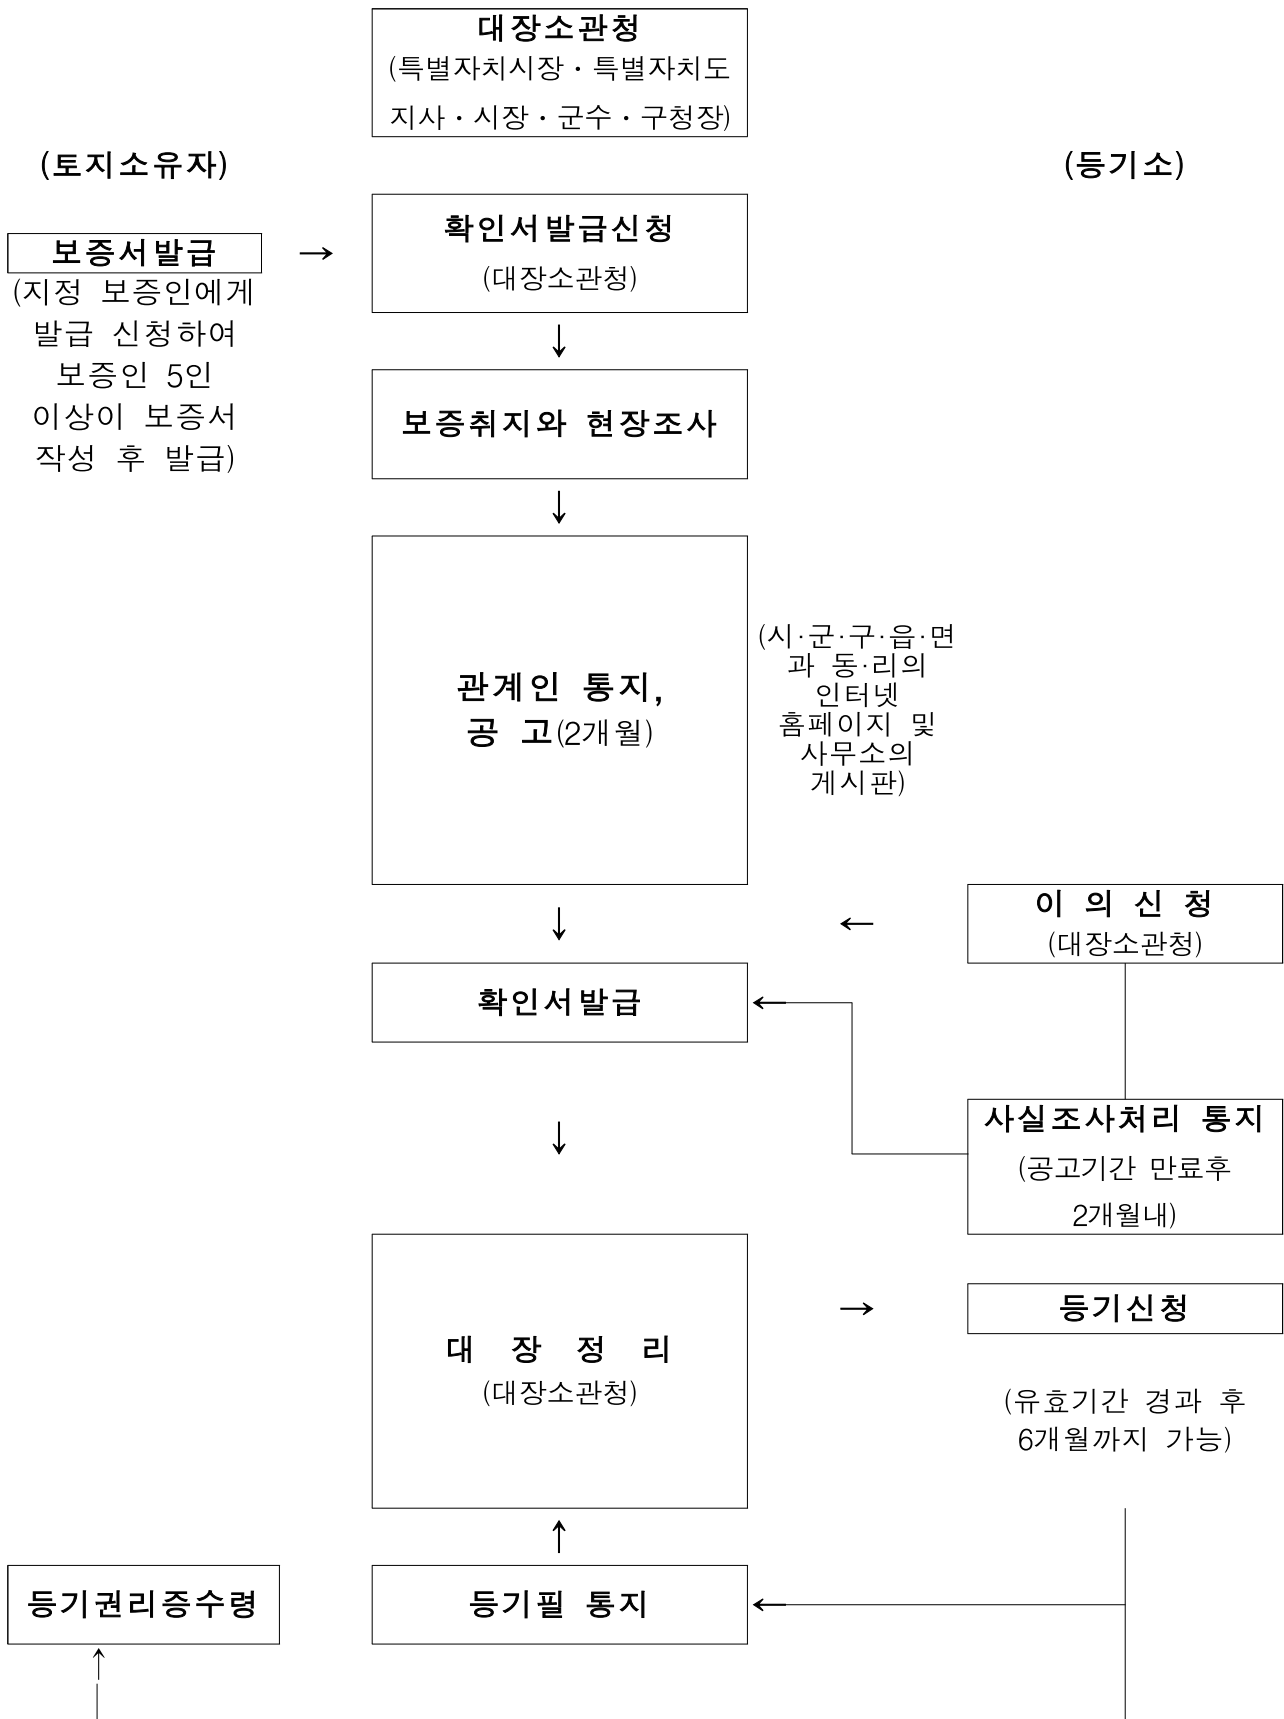 대장소관청
(특별자치시장・특별자치도
지사・시장・군수・구청장)
(토지소유자)
(등기소)
보증서발급
(지정 보증인에게
발급 신청하여
보증인 5인
이상이 보증서
작성 후 발급)
→
확인서발급신청
(대장소관청)
↓
보증취지와 현장조사
↓
관계인 통지,
공 고(2개월)
(시·군·구·읍·면
과 동·리의
인터넷
홈페이지 및
사무소의
게시판)
↓
←
이 의 신 청
(대장소관청)
확인서발급
←
↓
사실조사처리 통지
(공고기간 만료후
2개월내)
대 장 정 리
(대장소관청)
→
등기신청
(유효기간 경과 후
6개월까지 가능)
↑
등기권리증수령
등기필 통지
←
↑